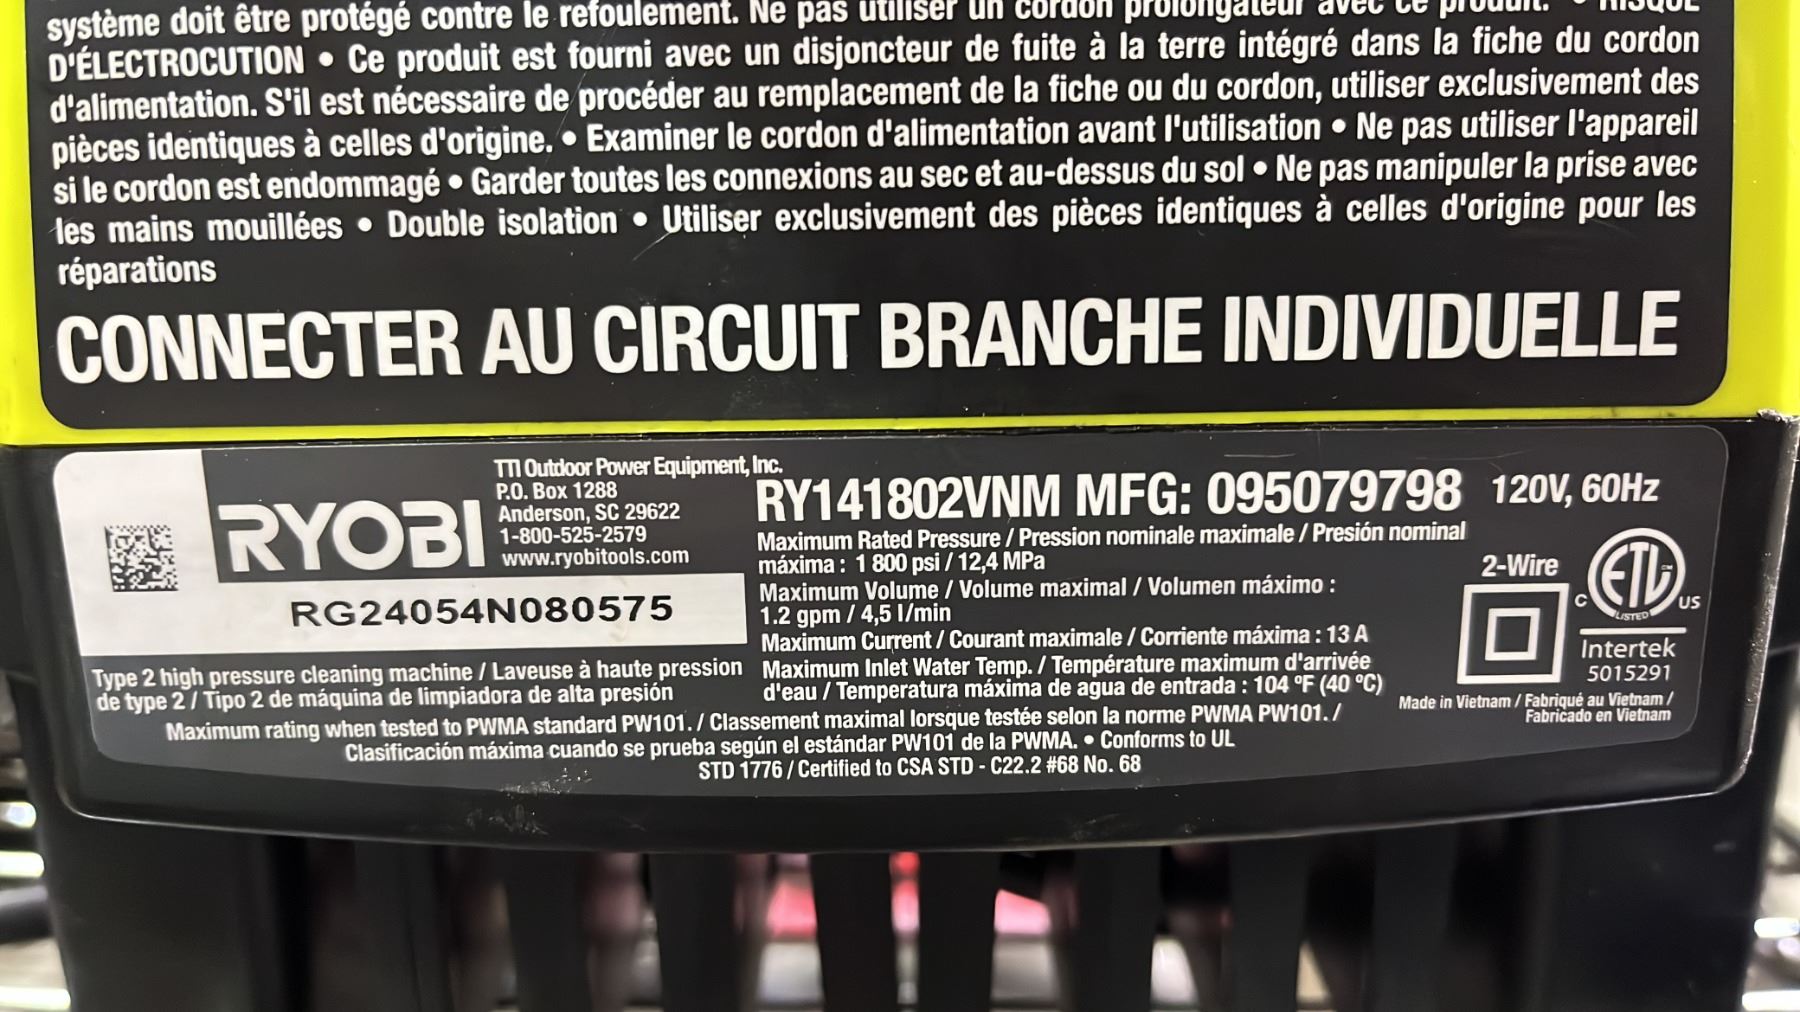 système doit être protégé contre le refoulement. Ne pas utiliser un cordon prolongateur avec ce produit. • RISQUE
D'ÉLECTROCUTION • Ce produit est fourni avec un disjoncteur de fuite à la terre intégré dans la fiche du cordon
d'alimentation. S'il est nécessaire de procéder au remplacement de la fiche ou du cordon, utiliser exclusivement des
pièces identiques à celles d'origine. • Examiner le cordon d'alimentation avant l'utilisation • Ne pas utiliser l'appareil
si le cordon est endommagé • Garder toutes les connexions au sec et au-dessus du sol • Ne pas manipuler la prise avec
les mains mouillées • Double isolation • Utiliser exclusivement des pièces identiques à celles d'origine pour les
réparations
CONNECTER AU CIRCUIT BRANCHE INDIVIDUELLE
RYOBI
TTI Outdoor Power Equipment, Inc.
P.O. Box 1288
Anderson, SC 29622
1-800-525-2579
www.ryobitools.com
RG24054N080575
RY141802VNM MFG: 095079798 120V, 60Hz
Maximum Rated Pressure / Pression nominale maximale / Presión nominal
máxima : 1 800 psi / 12,4 MPa
Maximum Volume / Volume maximal / Volumen máximo :
1.2 gpm / 4,5 l/min
Maximum Current / Courant maximale / Corriente máxima : 13 A
Maximum Inlet Water Temp. / Température maximum d'arrivée
d'eau / Temperatura máxima de agua de entrada : 104 ºF (40 ºC)
2-Wire
C ETL US
LISTED
Intertek
5015291
Made in Vietnam / Fabriqué au Vietnam /
Fabricado en Vietnam
Type 2 high pressure cleaning machine / Laveuse à haute pression
de type 2 / Tipo 2 de máquina de limpiadora de alta presión
Maximum rating when tested to PWMA standard PW101. / Classement maximal lorsque testée selon la norme PWMA PW101. /
Clasificación máxima cuando se prueba según el estándar PW101 de la PWMA. • Conforms to UL
STD 1776 / Certified to CSA STD - C22.2 #68 No. 68